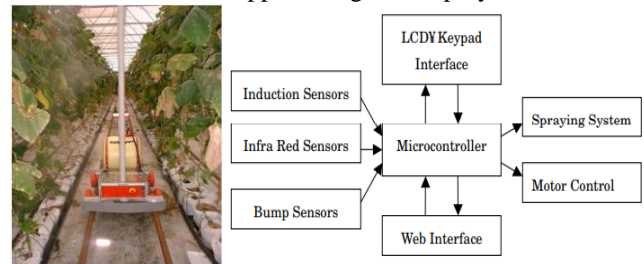 LCD¥ Keypad
Interface
Induction Sensors
Infra Red Sensors
Bump Sensors
Microcontroller
Spraying System
Motor Control
Web Interface